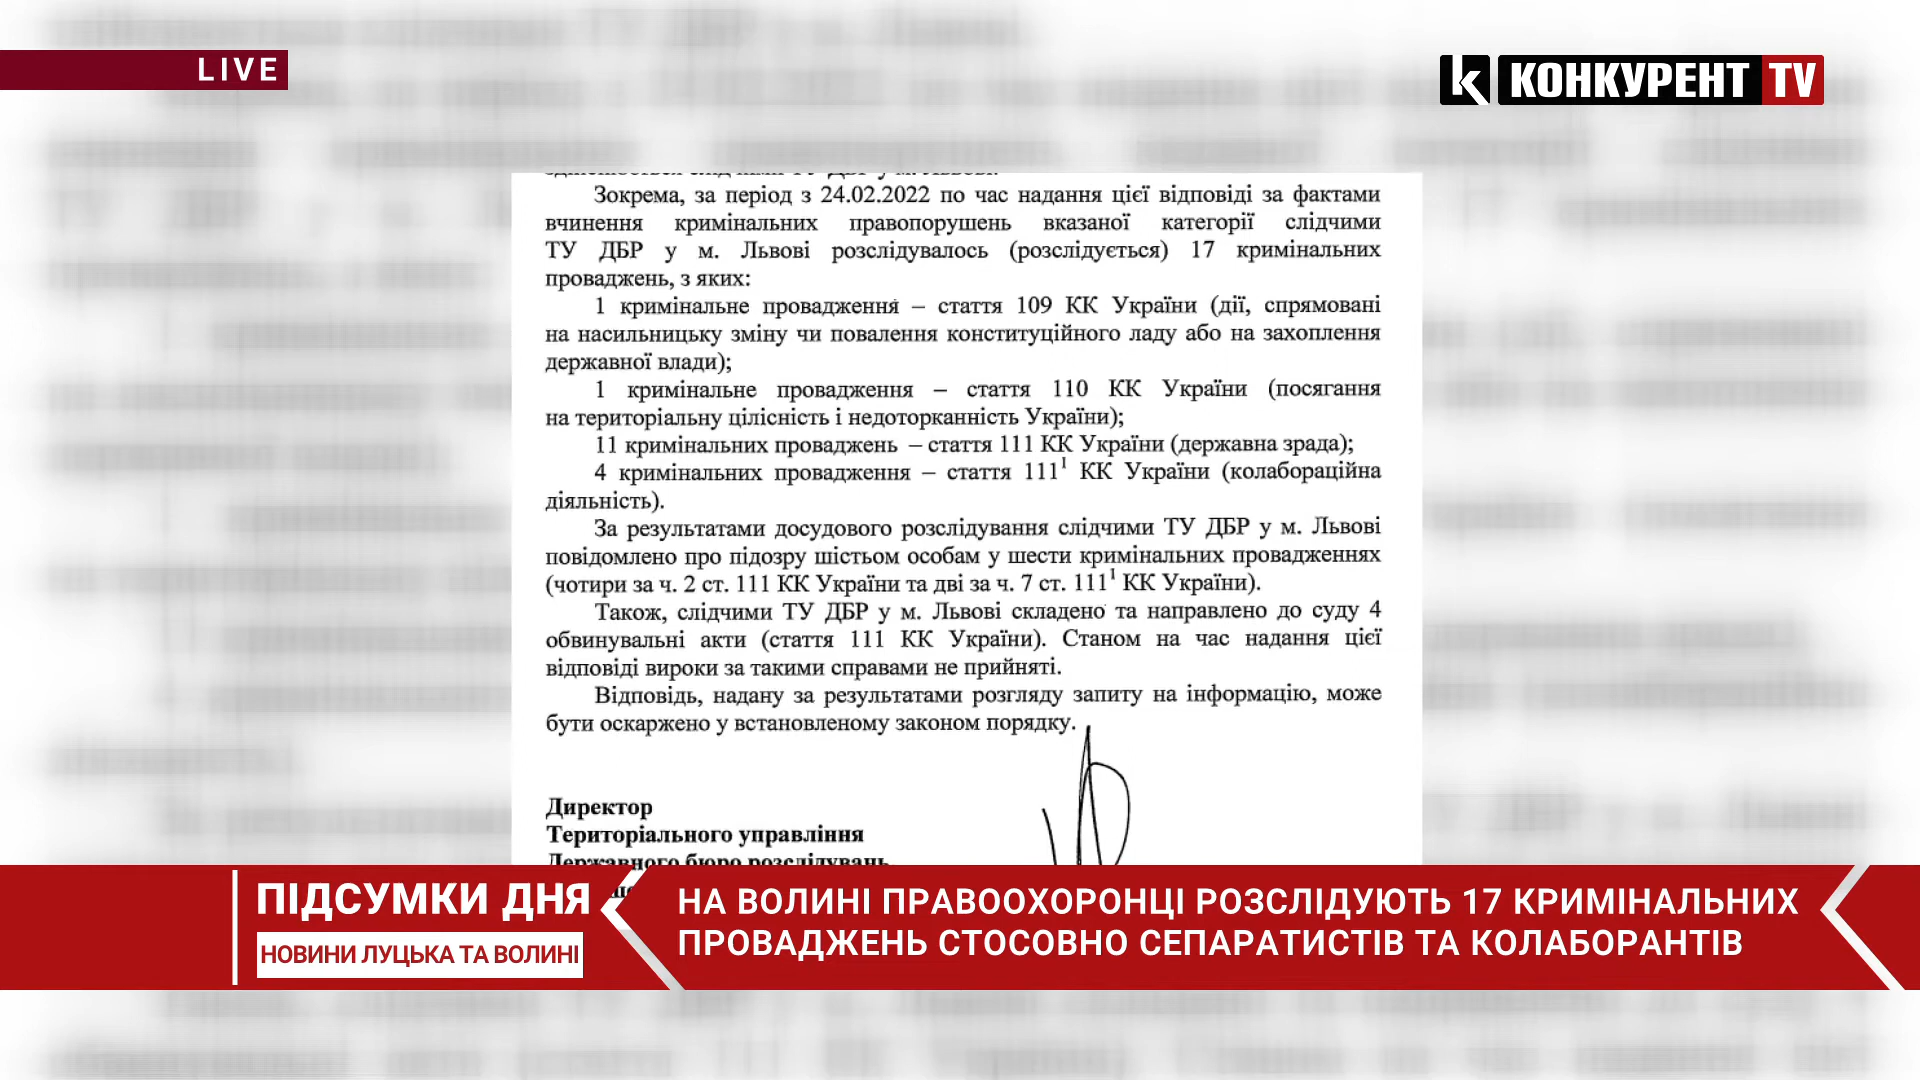 LIVE
k КОНКУРЕНТ TV
Зокрема, за період з 24.02.2022 по час надання цієї відповіді за фактами
вчинення кримінальних правопорушень вказаної категорії слідчими
ТУ ДБР у м. Львові розслідувалось (розслідується) 17 кримінальних
проваджень, з яких:
1 кримінальне провадження – стаття 109 КК України (дії, спрямовані
на насильницьку зміну чи повалення конституційного ладу або на захоплення
державної влади);
1 кримінальне провадження – стаття 110 КК України (посягання
на територіальну цілісність і недоторканність України);
11 кримінальних проваджень – стаття 111 КК України (державна зрада);
4 кримінальних провадження – стаття 111¹ КК України (колабораційна
діяльність).
За результатами досудового розслідування слідчими ТУ ДБР у м. Львові
повідомлено про підозру шістьом особам у шести кримінальних провадженнях
(чотири за ч. 2 ст. 111 КК України та дві за ч. 7 ст. 111¹ КК України).
Також, слідчими ТУ ДБР у м. Львові складено та направлено до суду 4
обвинувальні акти (стаття 111 КК України). Станом на час надання цієї
відповіді вироки за такими справами не прийняті.
Відповідь, надану за результатами розгляду запиту на інформацію, може
бути оскаржено у встановленому законом порядку.
Директор
Територіального управління
Державного бюро розслідувань
ПІДСУМКИ ДНЯ
НОВИНИ ЛУЦЬКА ТА ВОЛИНІ
НА ВОЛИНІ ПРАВООХОРОНЦІ РОЗСЛІДУЮТЬ 17 КРИМІНАЛЬНИХ
ПРОВАДЖЕНЬ СТОСОВНО СЕПАРАТИСТІВ ТА КОЛАБОРАНТІВ